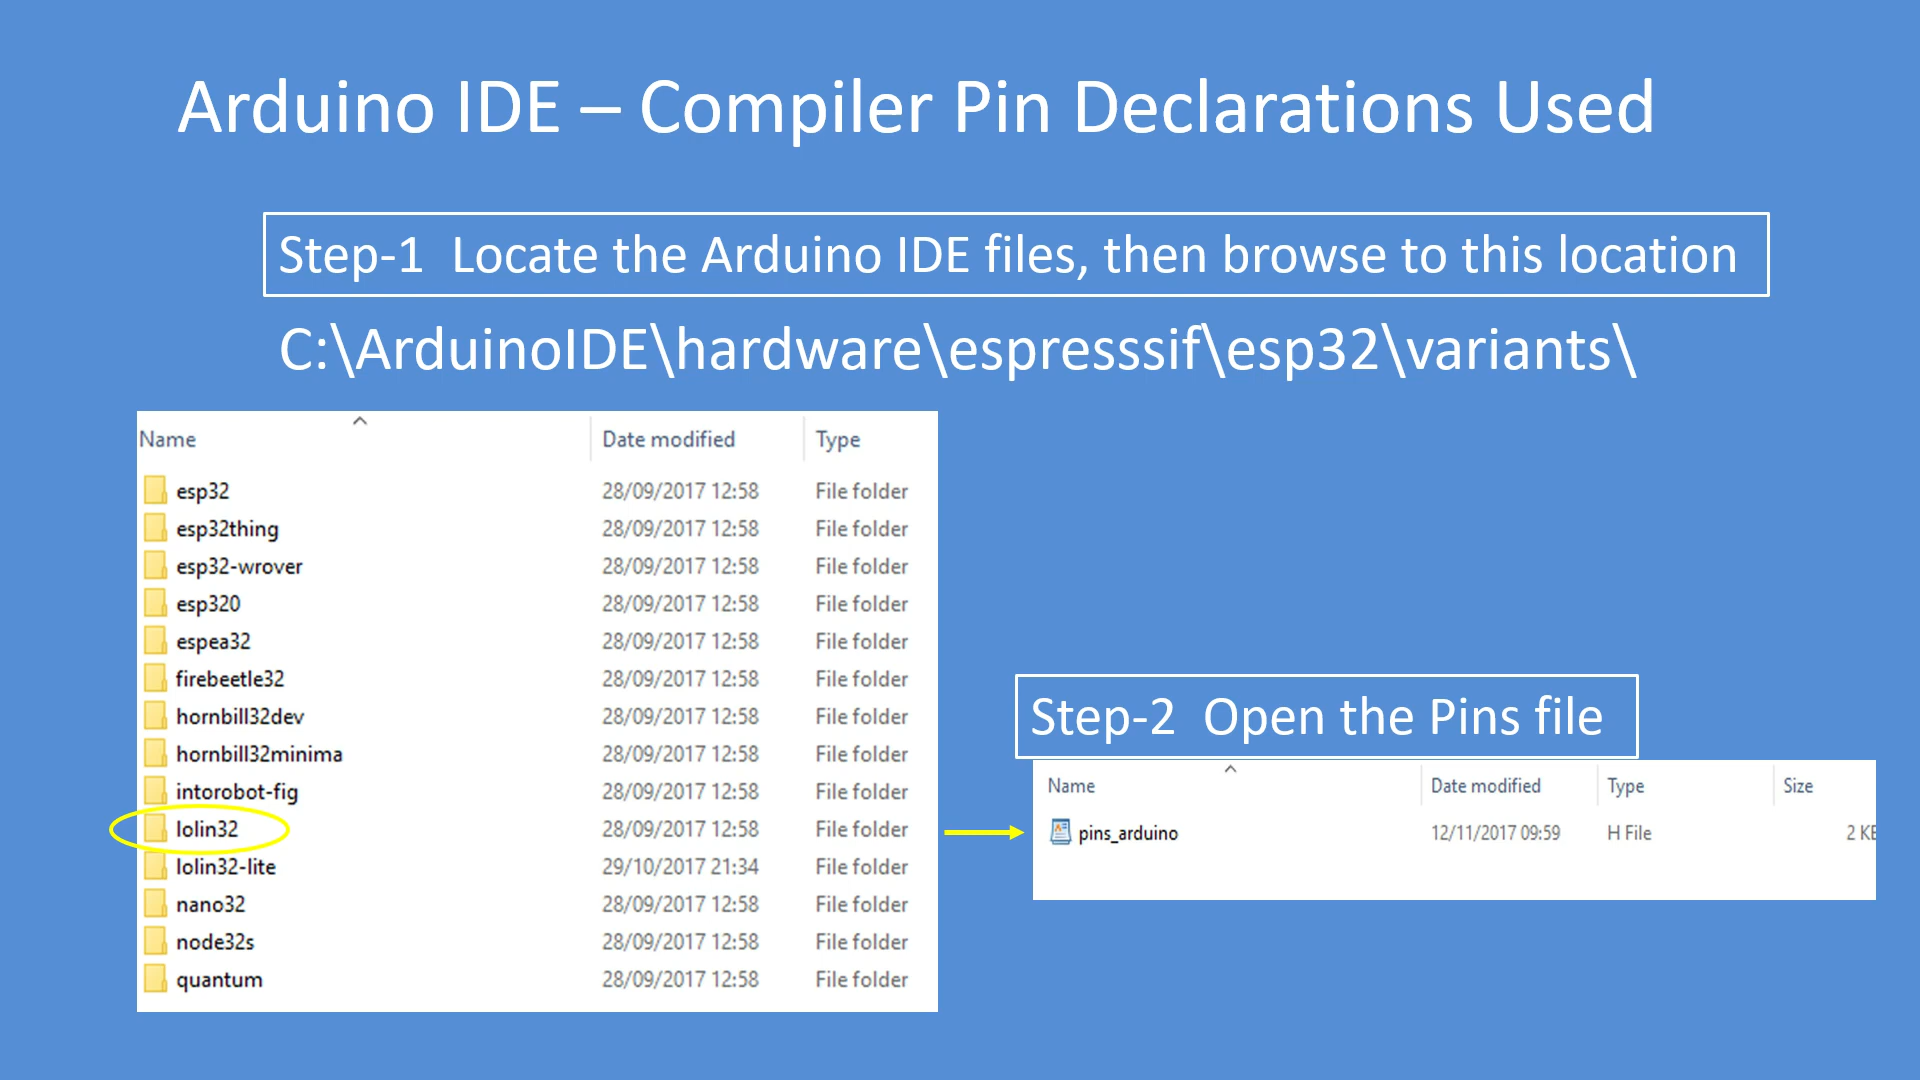 Arduino IDE – Compiler Pin Declarations Used
Step-1 Locate the Arduino IDE files, then browse to this location
C:\ArduinoIDE\hardware\espresssif\esp32\variants\
Name Date modified Type
esp32 28/09/2017 12:58 File folder
esp32thing 28/09/2017 12:58 File folder
esp32-wrover 28/09/2017 12:58 File folder
esp320 28/09/2017 12:58 File folder
espea32 28/09/2017 12:58 File folder
firebeetle32 28/09/2017 12:58 File folder
hornbill32dev 28/09/2017 12:58 File folder
hornbill32minima 28/09/2017 12:58 File folder
intorobot-fig 28/09/2017 12:58 File folder
lolin32 28/09/2017 12:58 File folder
lolin32-lite 29/10/2017 21:34 File folder
nano32 28/09/2017 12:58 File folder
node32s 28/09/2017 12:58 File folder
quantum 28/09/2017 12:58 File folder
Step-2 Open the Pins file
Name Date modified Type Size
pins_arduino 12/11/2017 09:59 H File 2 KB